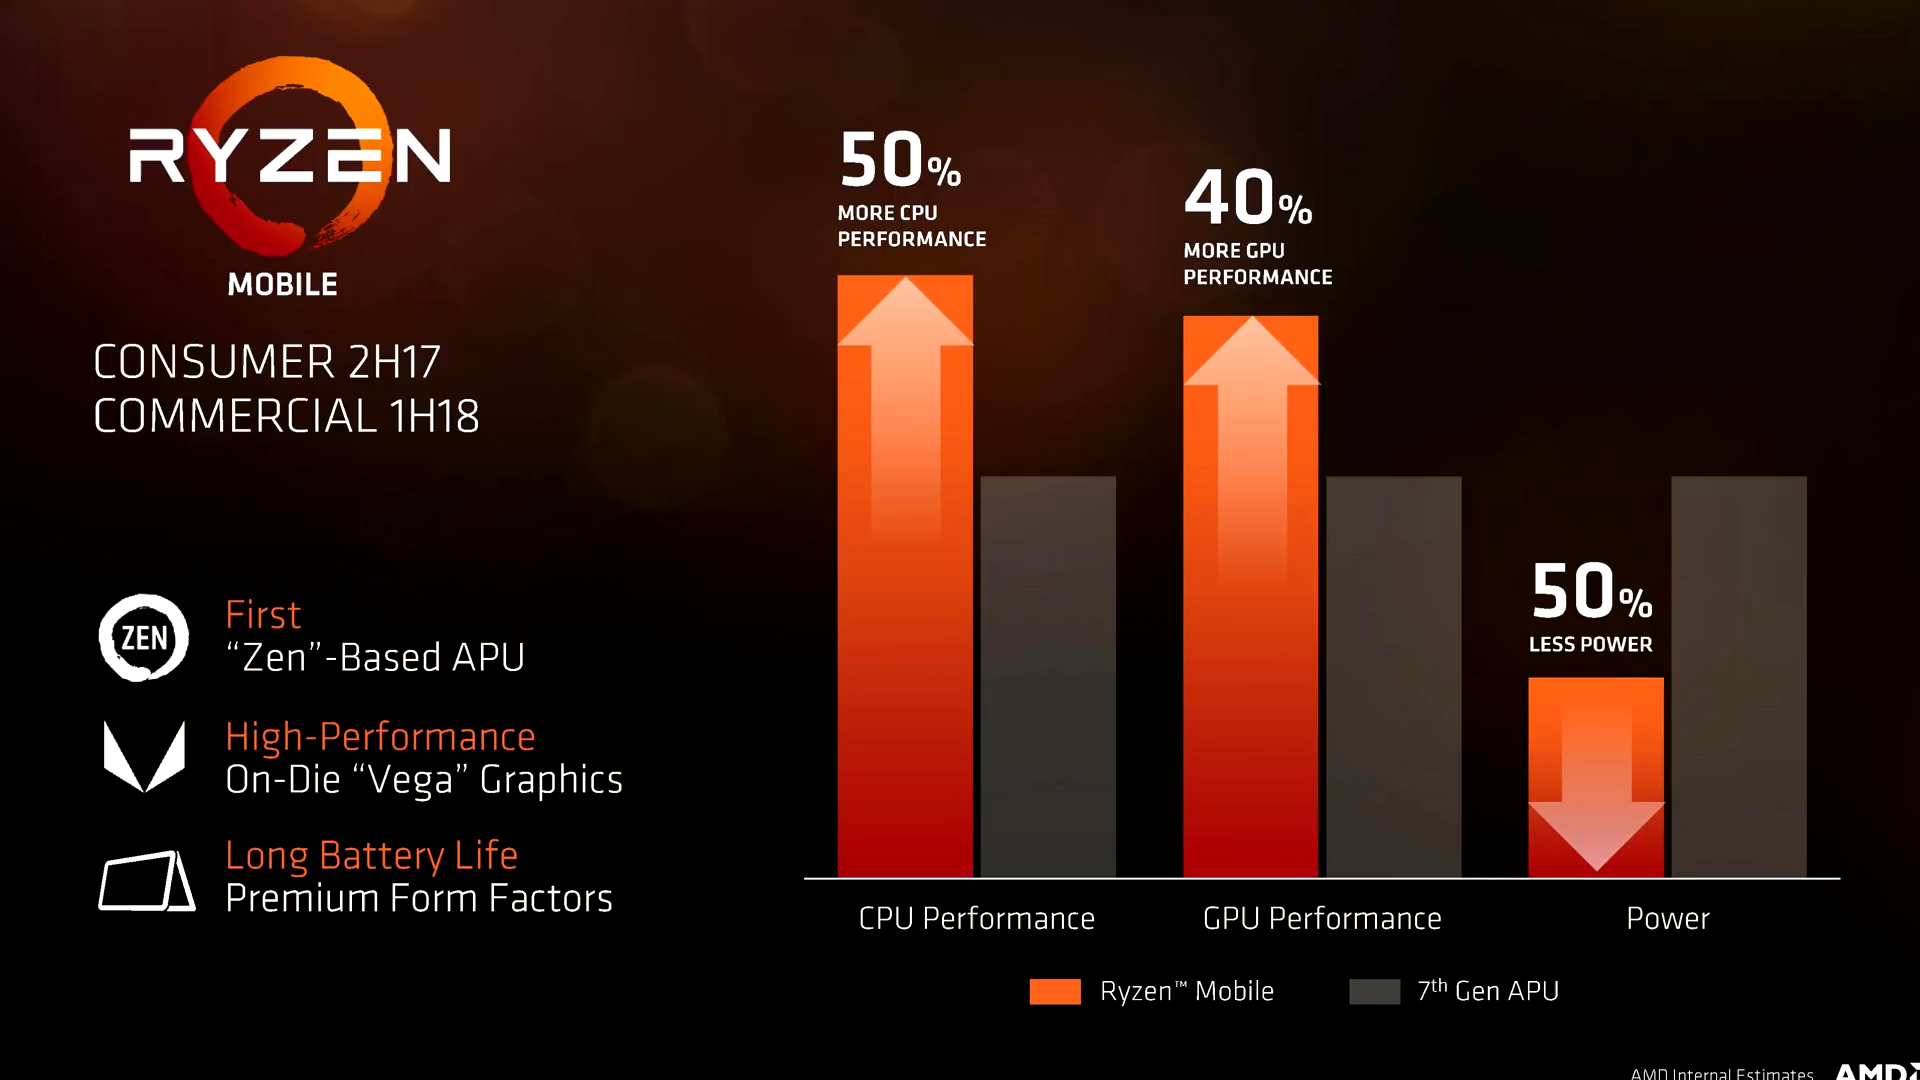 RYZEN
MOBILE
CONSUMER 2H17
COMMERCIAL 1H18
ZEN
First
“Zen”-Based APU
High-Performance
On-Die “Vega” Graphics
Long Battery Life
Premium Form Factors
50%
MORE CPU
PERFORMANCE
40%
MORE GPU
PERFORMANCE
50%
LESS POWER
CPU Performance
GPU Performance
Power
Ryzen™ Mobile
7th Gen APU
AMD Internal Estimates
AMD